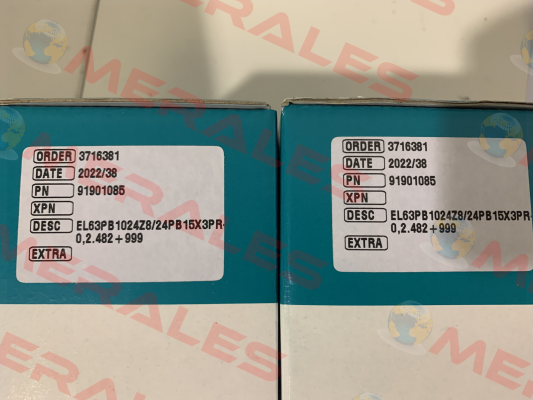 ORDER 3716381
DATE 2022/38
PN 91901085
XPN
DESC EL63PB1024Z8/24PB15X3PR-
0,2.482+999
EXTRA
ORDER 3716381
DATE 2022/38
PN 91901085
XPN
DESC EL63PB1024Z8/24PB15X3PR-
0,2.482+999
EXTRA
MERALES
MERALES
MERALES